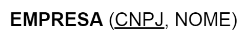 EMPRESA (CNPJ, NOME)